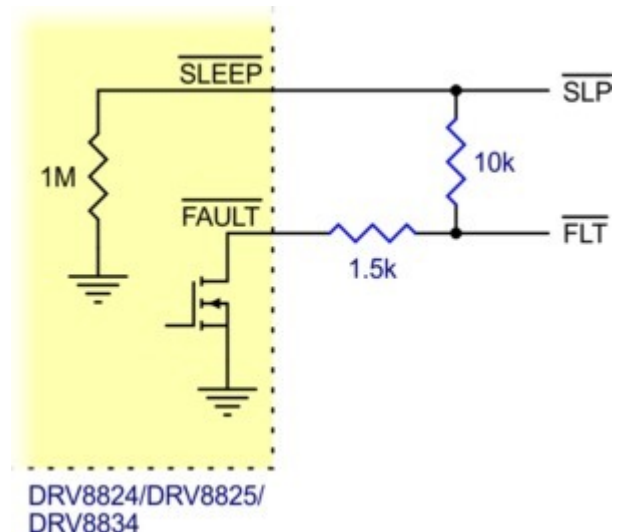 SLEEP
SLP
1M
10k
FAULT
FLT
1.5k
DRV8824/DRV8825/
DRV8834